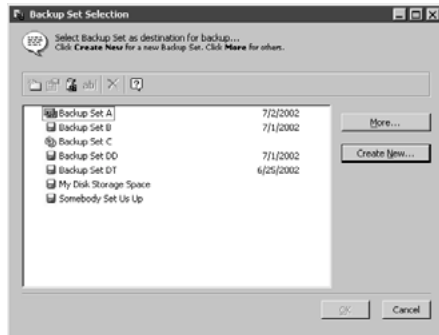 Backup Set Selection
Select Backup Set as destination for backup...
Click Create New for a new Backup Set. Click More for others.
ab
Backup Set A 7/2/2002
Backup Set B 7/1/2002
Backup Set C
Backup Set DD 7/1/2002
Backup Set DT 6/25/2002
My Disk Storage Space
Somebody Set Us Up
More...
Create New...
OK
Cancel